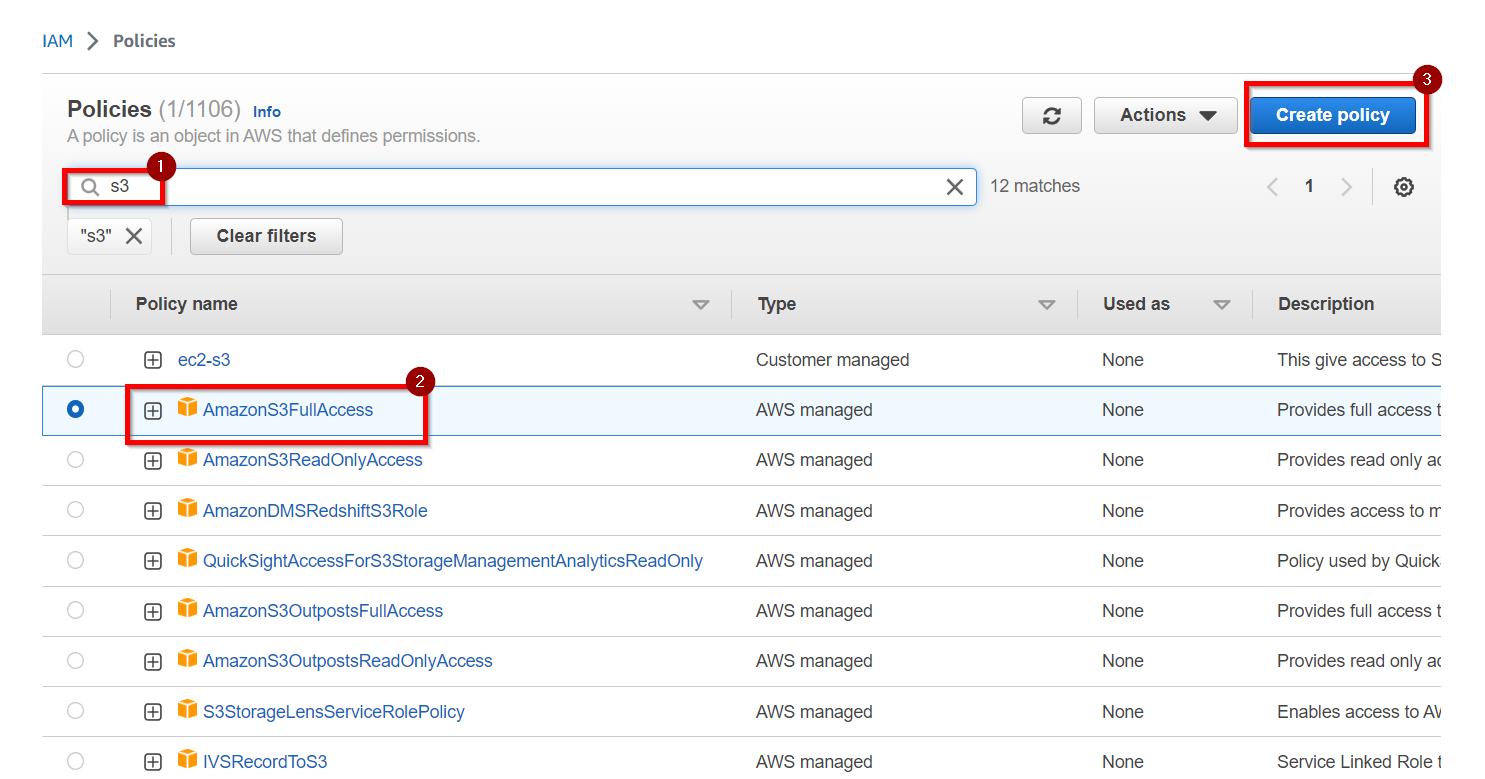 IAM > Policies
3
Policies (1/1106) Info
Actions
Create policy
A policy is an object in AWS that defines permissions.
1
s3
12 matches
1
"s3"
Clear filters
Policy name Type Used as Description
ec2-s3 Customer managed None This give access to S
2
AmazonS3FullAccess AWS managed None Provides full access t
AmazonS3ReadOnlyAccess AWS managed None Provides read only ac
AmazonDMSRedshiftS3Role AWS managed None Provides access to m
QuickSightAccessForS3StorageManagementAnalyticsReadOnly AWS managed None Policy used by Quick
AmazonS3OutpostsFullAccess AWS managed None Provides full access t
AmazonS3OutpostsReadOnlyAccess AWS managed None Provides read only ac
S3StorageLensServiceRolePolicy AWS managed None Enables access to AW
IVSRecordToS3 AWS managed None Service Linked Role t